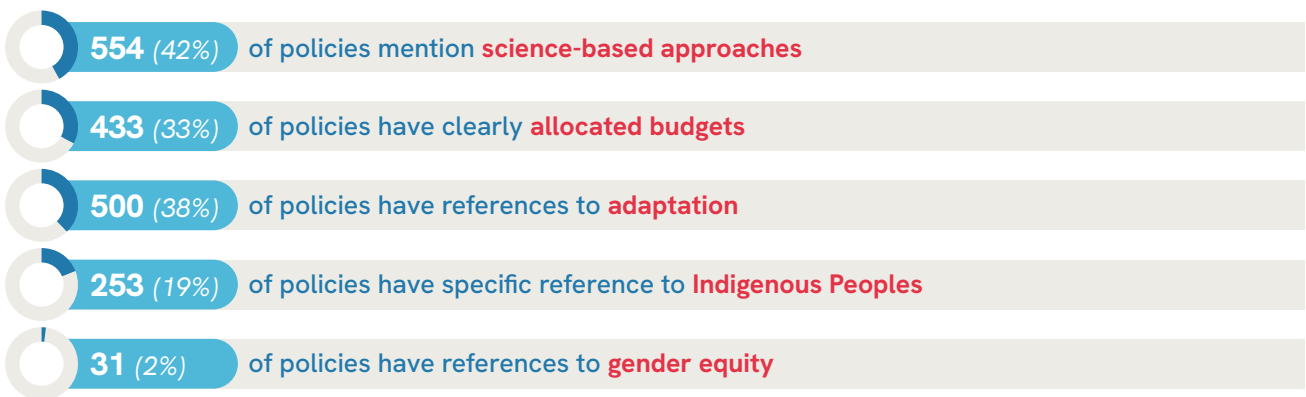 554 (42%) of policies mention science-based approaches
433 (33%) of policies have clearly allocated budgets
500 (38%) of policies have references to adaptation
253 (19%) of policies have specific reference to Indigenous Peoples
31 (2%) of policies have references to gender equity